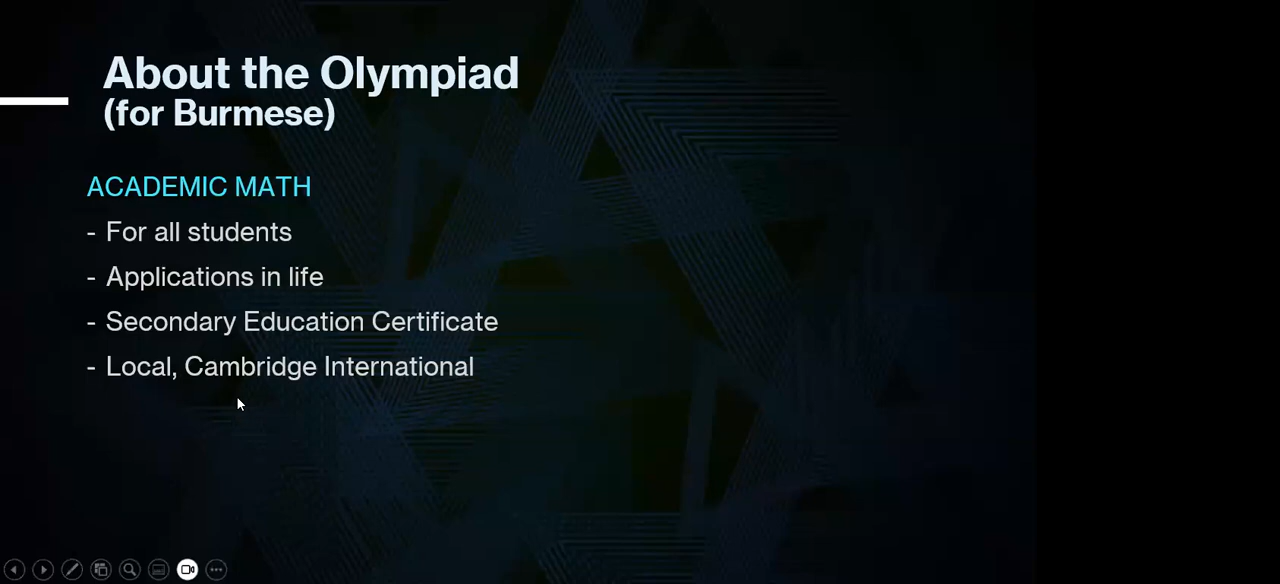 About the Olympiad
(for Burmese)
ACADEMIC MATH
- For all students
- Applications in life
- Secondary Education Certificate
- Local, Cambridge International